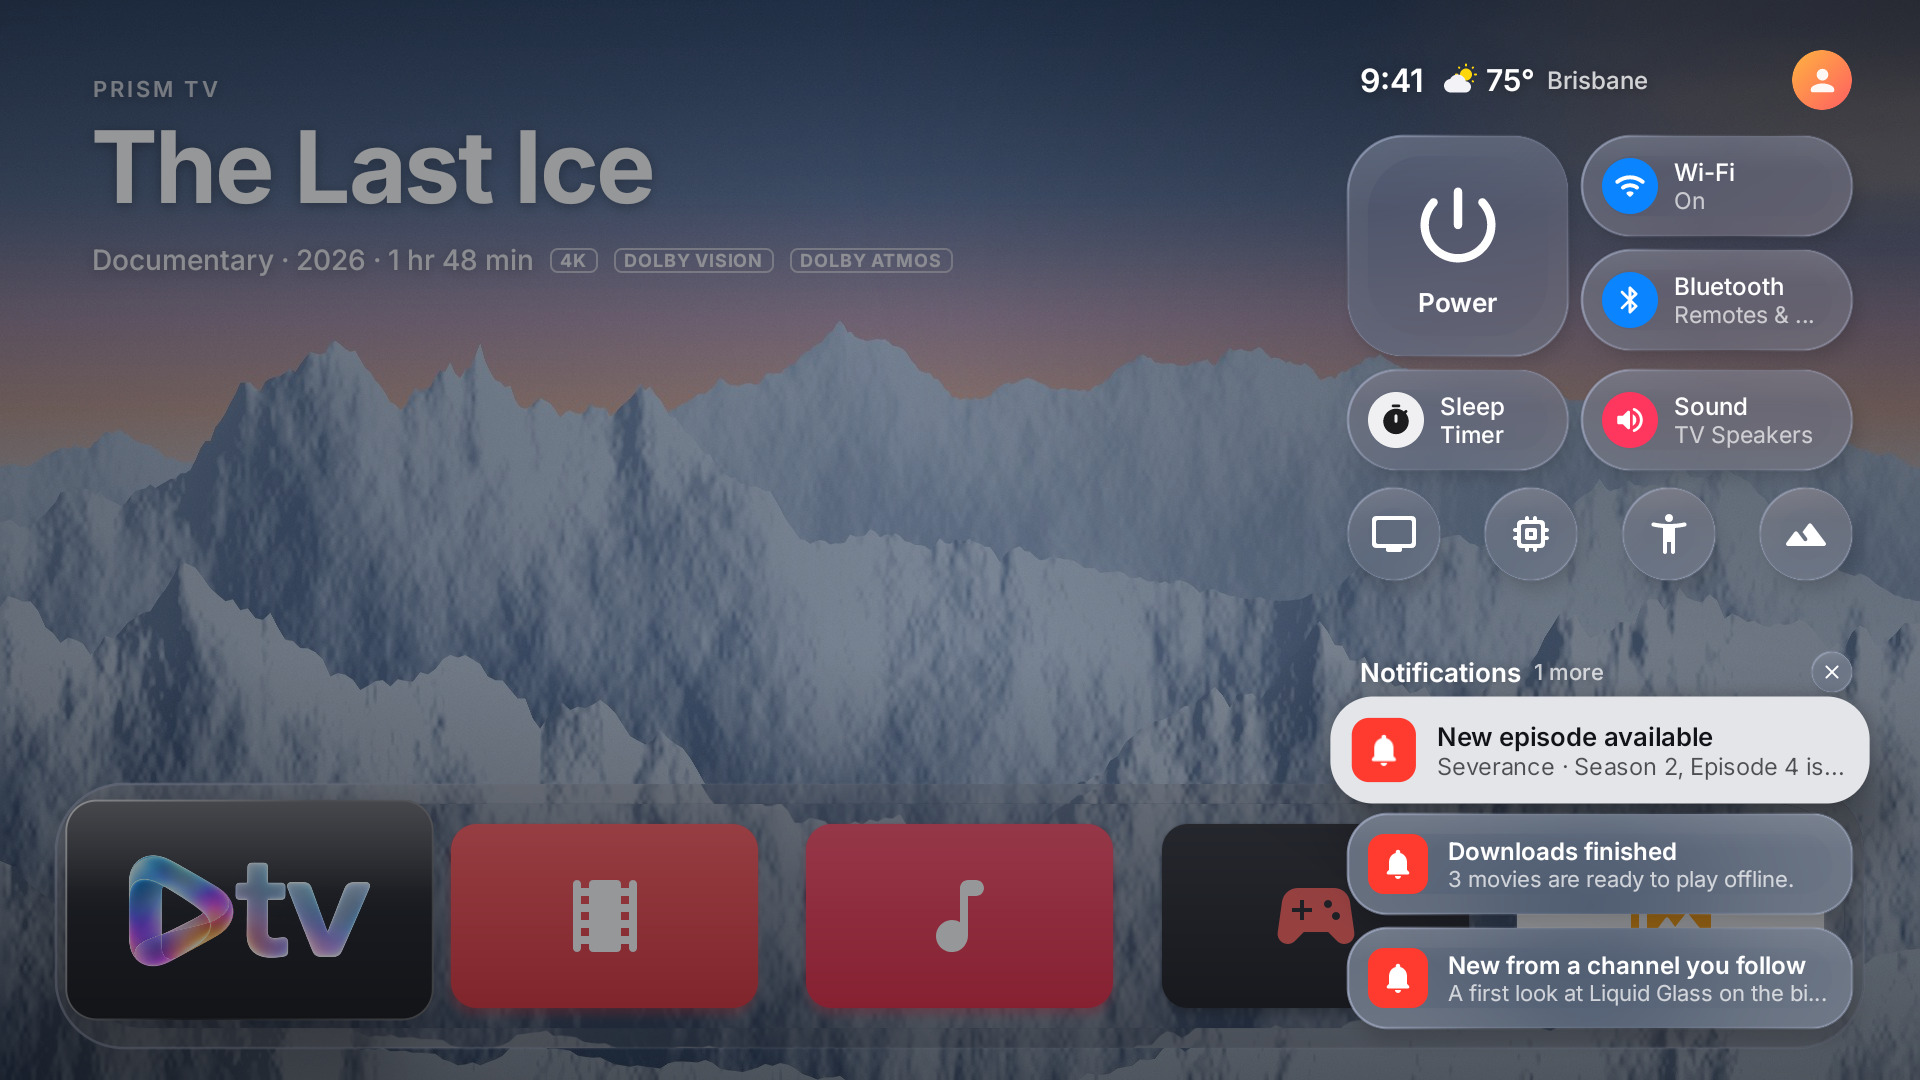 PRISM TV
The Last Ice
Documentary · 2026 · 1 hr 48 min 4K DOLBY VISION DOLBY ATMOS
9:41 75° Brisbane
Power
Wi-Fi
On
Bluetooth
Remotes & ...
Sleep
Timer
Sound
TV Speakers
Notifications 1 more
New episode available
Severance · Season 2, Episode 4 is...
Downloads finished
3 movies are ready to play offline.
New from a channel you follow
A first look at Liquid Glass on the bi...
tv